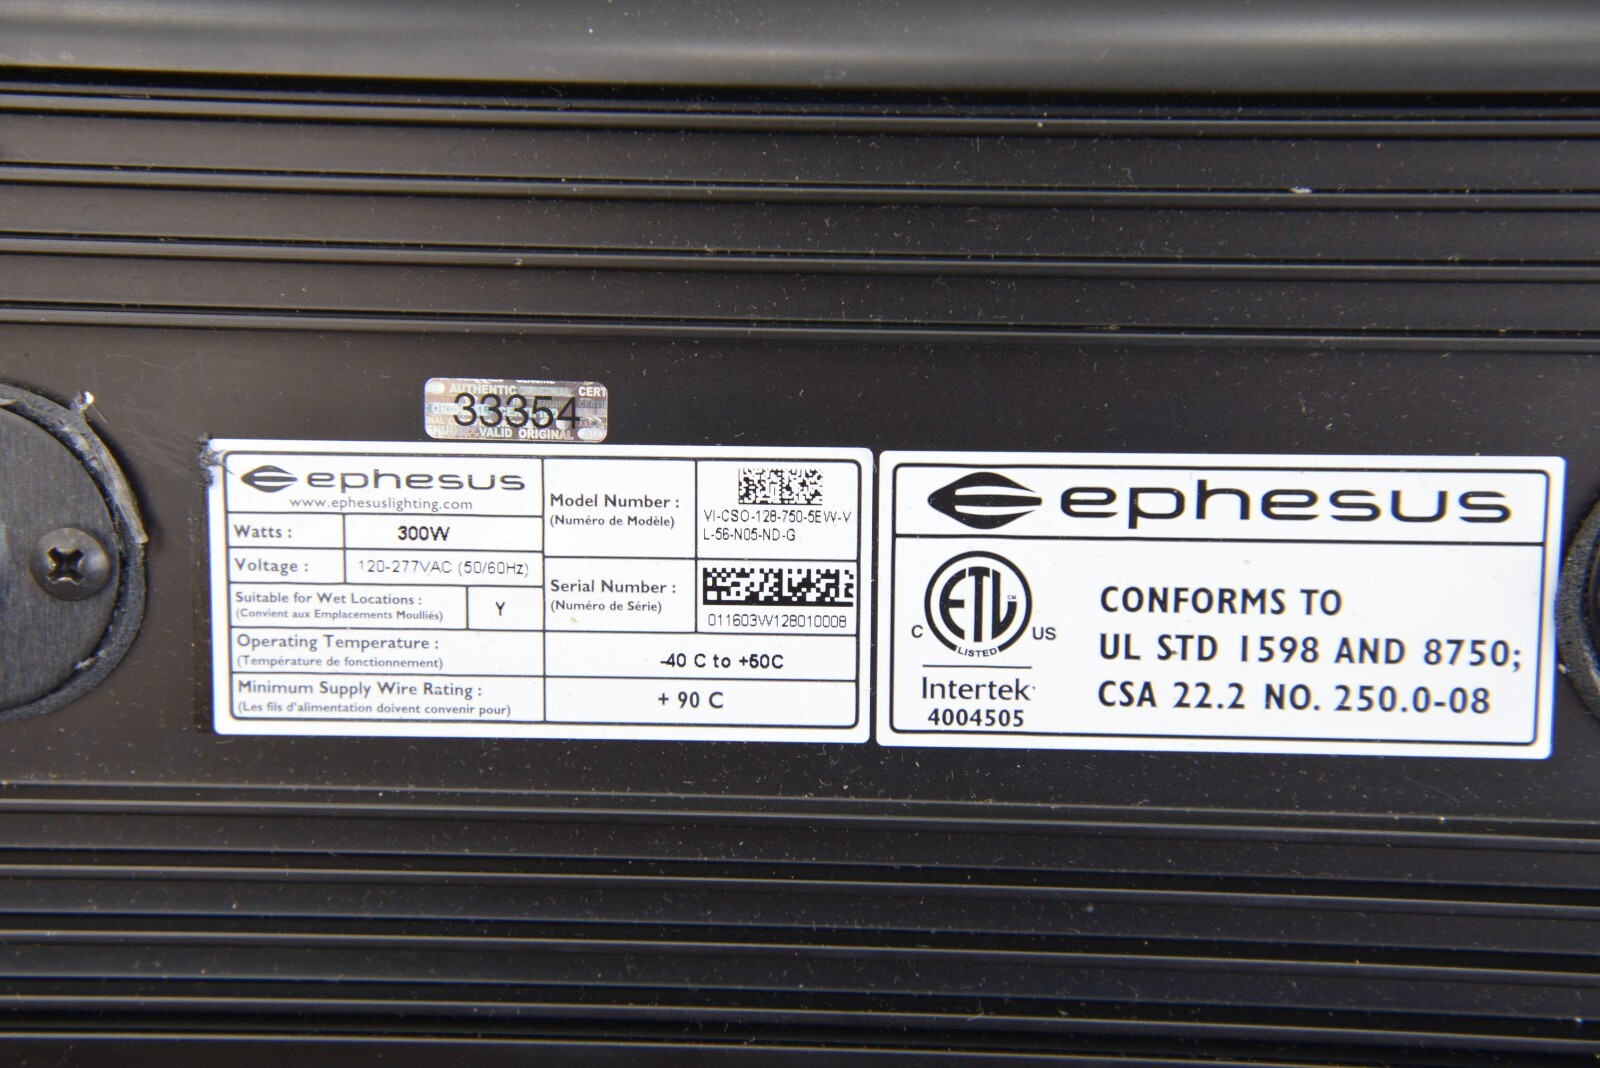 AUTHENTIC CERT
33354
VALID ORIGINAL
ephesus
www.ephesuslighting.com
Watts : 300W
Voltage : 120-277VAC (50/60Hz)
Suitable for Wet Locations : Y
(Convient aux Emplacements Moulliés)
Operating Temperature : -40 C to +50C
(Température de fonctionnement)
Minimum Supply Wire Rating : + 90 C
(Les fils d'alimentation doivent convenir pour)
Model Number :
(Numéro de Modèle)
VI-CSO-128-750-5EW-V
L-56-N05-ND-G
Serial Number :
(Numéro de Série)
011603W128010008
ephesus
ETL CM
C US
LISTED
Intertek
4004505
CONFORMS TO
UL STD 1598 AND 8750;
CSA 22.2 NO. 250.0-08